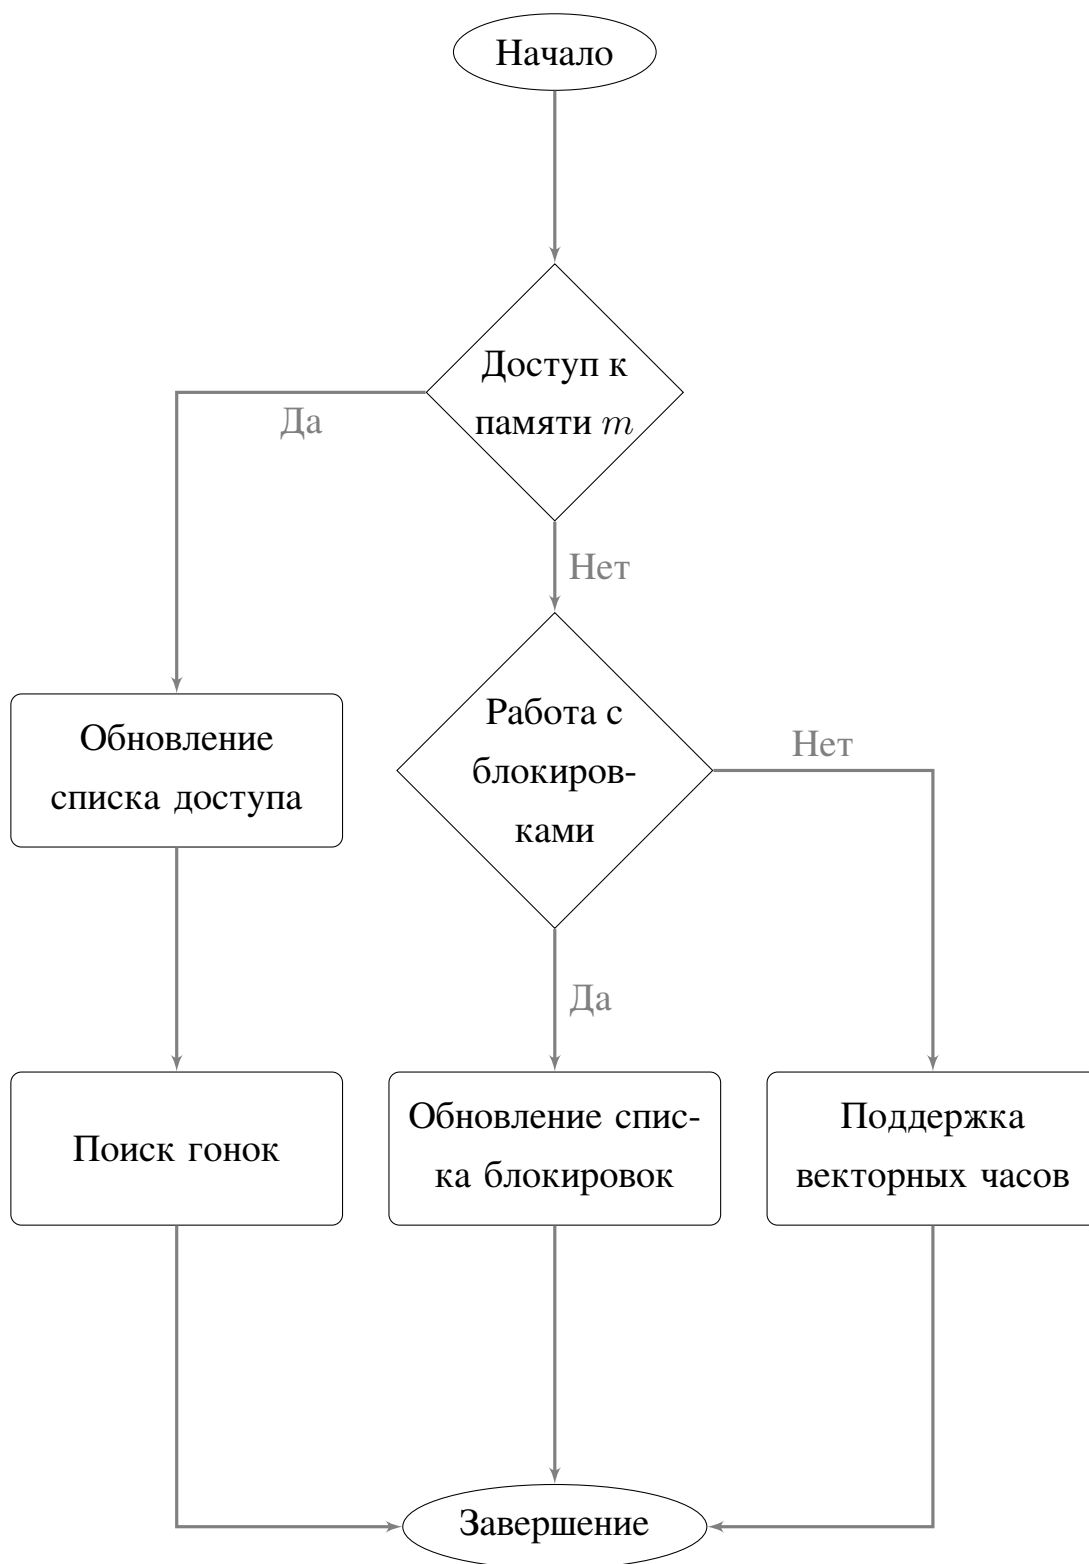 Начало
Доступ к
памяти m
Да
Нет
Обновление
списка доступа
Работа с
блокиров-
ками
Нет
Да
Поиск гонок
Обновление спис-
ка блокировок
Поддержка
векторных часов
Завершение